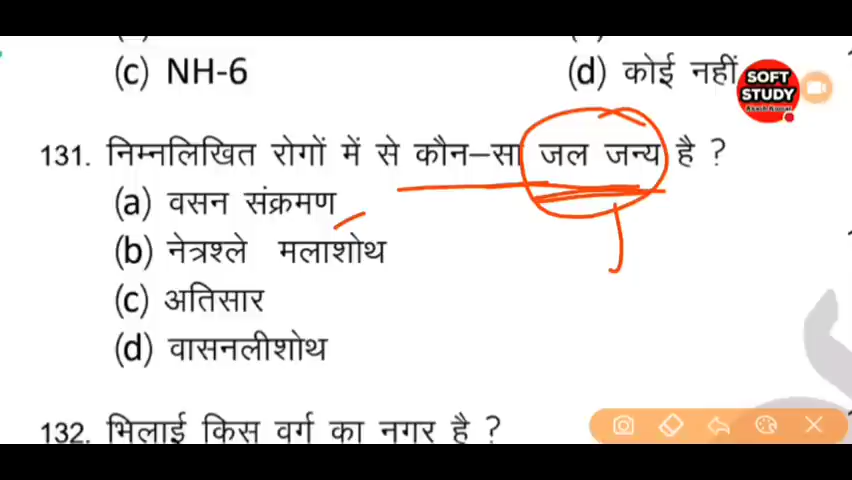 (c) NH-6
(d) कोई नहीं
SOFT
STUDY
131. निम्नलिखित रोगों में से कौन–सा जल जन्य है ?
(a) वसन संक्रमण
(b) नेत्रश्ले मलाशोथ
(c) अतिसार
(d) वासनलीशोथ
132. भिलाई किस वर्ग का नगर है ?